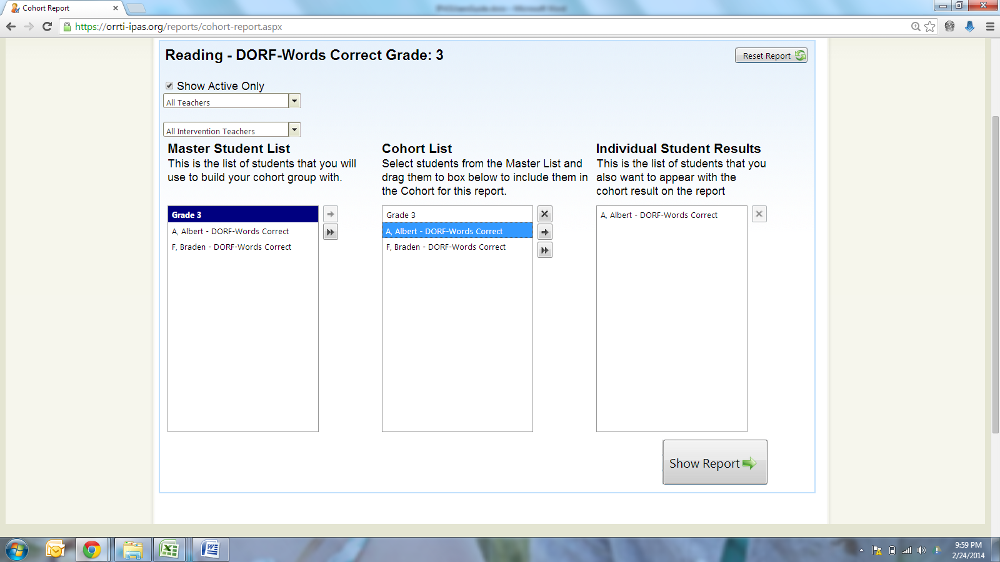 Cohort Report
https://orrti-ipas.org/reports/cohort-report.aspx
Reading - DORF-Words Correct Grade: 3
Reset Report
Show Active Only
All Teachers
All Intervention Teachers
Master Student List
This is the list of students that you will
use to build your cohort group with.
Grade 3
A, Albert - DORF-Words Correct
F, Braden - DORF-Words Correct
Cohort List
Select students from the Master List and
drag them to box below to include them in
the Cohort for this report.
Grade 3
A, Albert - DORF-Words Correct
F, Braden - DORF-Words Correct
Individual Student Results
This is the list of students that you
also want to appear with the
cohort result on the report
A, Albert - DORF-Words Correct
Show Report
9:59 PM
2/24/2014